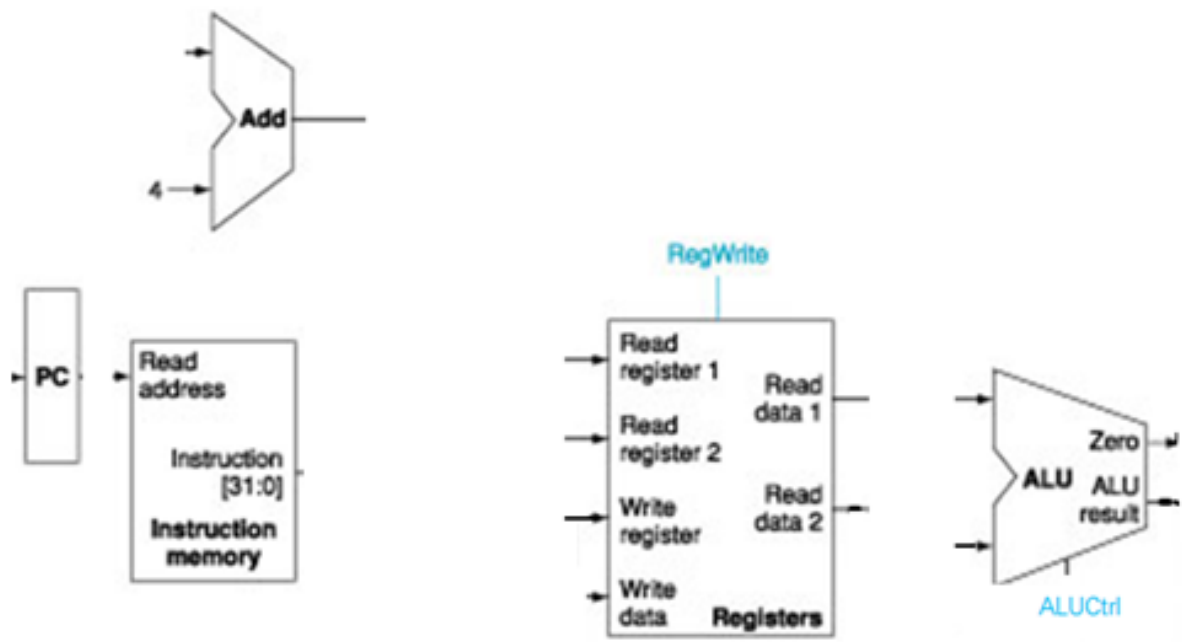 Add
4
RegWrite
PC
Read
address
Instruction
[31:0]
Instruction
memory
Read
register 1
Read
register 2
Write
register
Write
data
Read
data 1
Read
data 2
Registers
ALU
Zero
ALU
result
ALUCtrl